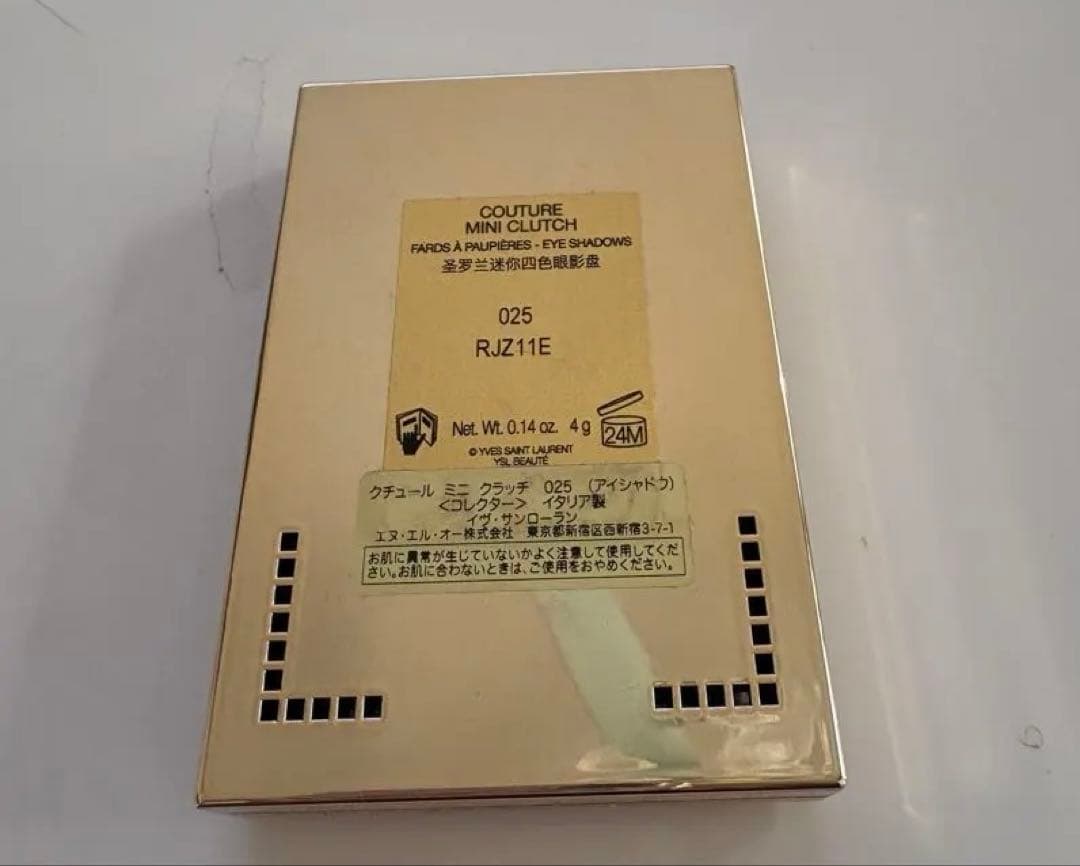 COUTURE
MINI CLUTCH
FARDS À PAUPIÈRES - EYE SHADOWS
圣罗兰迷你四色眼影盘
025
RJZ11E
Net. Wt. 0.14 oz. 4 g
24M
© YVES SAINT LAURENT
YSL BEAUTÉ
クチュール ミニ クラッチ 025 (アイシャドウ)
<コレクター> イタリア製
イヴ・サンローラン
エヌ・エル・オー株式会社 東京都新宿区西新宿3-7-1
お肌に異常が生じていないかよく注意して使用してくだ
さい。お肌に合わないときは、ご使用をおやめください。